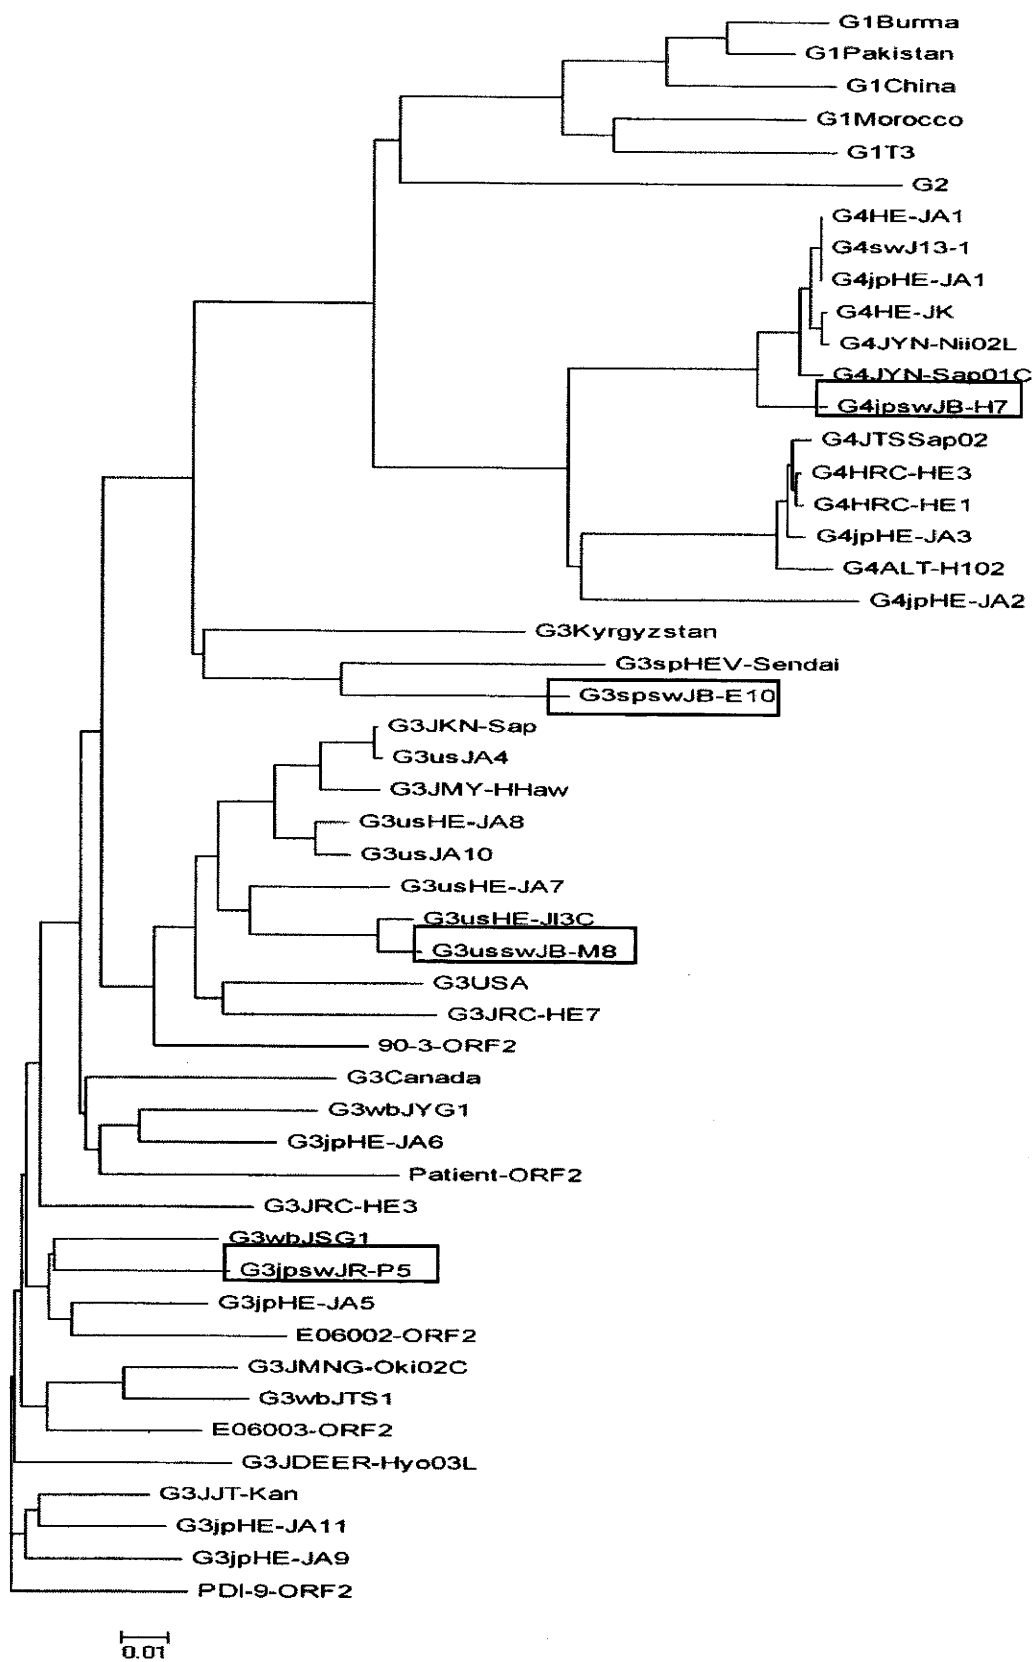 G1Burma
G1Pakistan
G1China
G1Morocco
G1T3
G2
G4HE-JA1
G4swJ13-1
G4jpHE-JA1
G4HE-JK
G4JYN-Nii02L
G4JYN-Sap01C
G4jpswJB-H7
G4JTSSap02
G4HRC-HE3
G4HRC-HE1
G4jpHE-JA3
G4ALT-H102
G4jpHE-JA2
G3Kyrgyzstan
G3spHEV-Sendai
G3spswJB-E10
G3JKN-Sap
G3usJA4
G3JMY-HHaw
G3usHE-JA8
G3usJA10
G3usHE-JA7
G3usHE-JI3C
G3usswJB-M8
G3USA
G3JRC-HE7
90-3-ORF2
G3Canada
G3wbJYG1
G3jpHE-JA6
Patient-ORF2
G3JRC-HE3
G3wbJSG1
G3jpswJR-P5
G3jpHE-JA5
E06002-ORF2
G3JMNG-Oki02C
G3wbJTS1
E06003-ORF2
G3JDEER-Hyo03L
G3JJT-Kan
G3jpHE-JA11
G3jpHE-JA9
PDI-9-ORF2
0.01